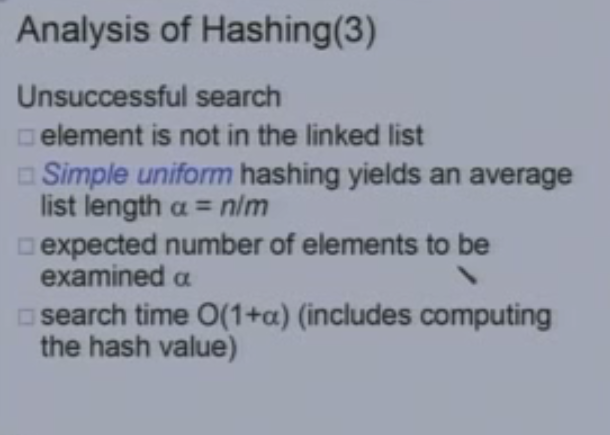 Analysis of Hashing(3)
Unsuccessful search
element is not in the linked list
Simple uniform hashing yields an average
list length α = n/m
expected number of elements to be
examined α
search time O(1+α) (includes computing
the hash value)